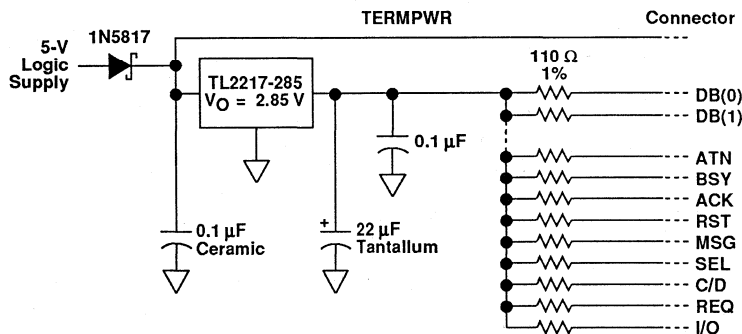 TERMPWR
Connector
1N5817
5-V
Logic
Supply
TL2217-285
VO = 2.85 V
110 Ω
1%
DB(0)
DB(1)
0.1 µF
ATN
BSY
ACK
RST
MSG
SEL
C/D
REQ
I/O
0.1 µF
Ceramic
+
22 µF
Tantallum